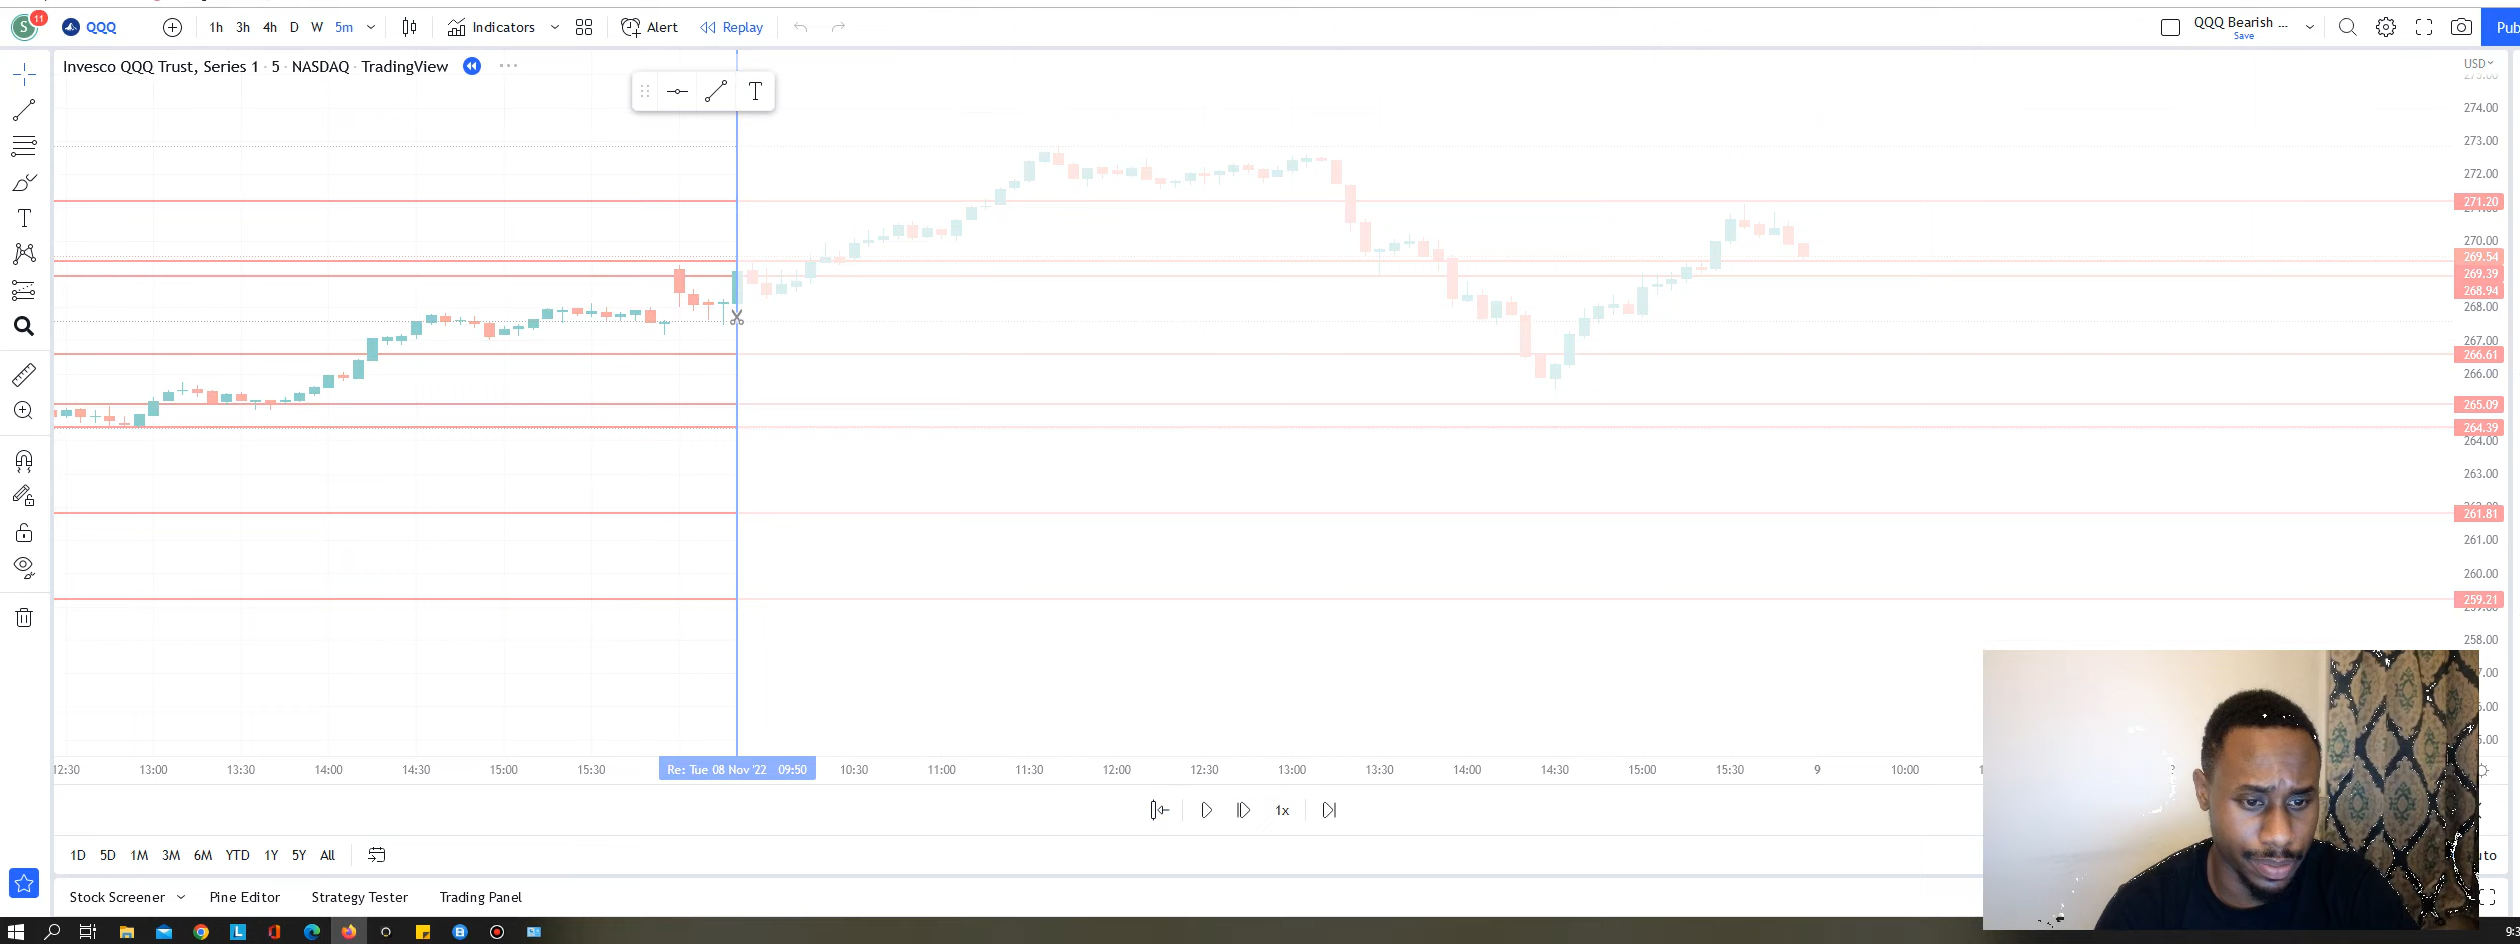 11
QQQ
1h 3h 4h D W 5m
Indicators
Alert
Replay
QQQ Bearish ...
Save
Pub
Invesco QQQ Trust, Series 1 · 5 · NASDAQ · TradingView
USD
T
274.00
273.00
272.00
271.20
270.00
269.54
269.39
268.94
268.00
267.00
266.61
266.00
265.09
264.39
264.00
263.00
261.81
261.00
260.00
259.21
258.00
12:30 13:00 13:30 14:00 14:30 15:00 15:30 Re: Tue 08 Nov '22 09:50 10:30 11:00 11:30 12:00 12:30 13:00 13:30 14:00 14:30 15:00 15:30 9 10:00
1x
1D 5D 1M 3M 6M YTD 1Y 5Y All
Stock Screener Pine Editor Strategy Tester Trading Panel